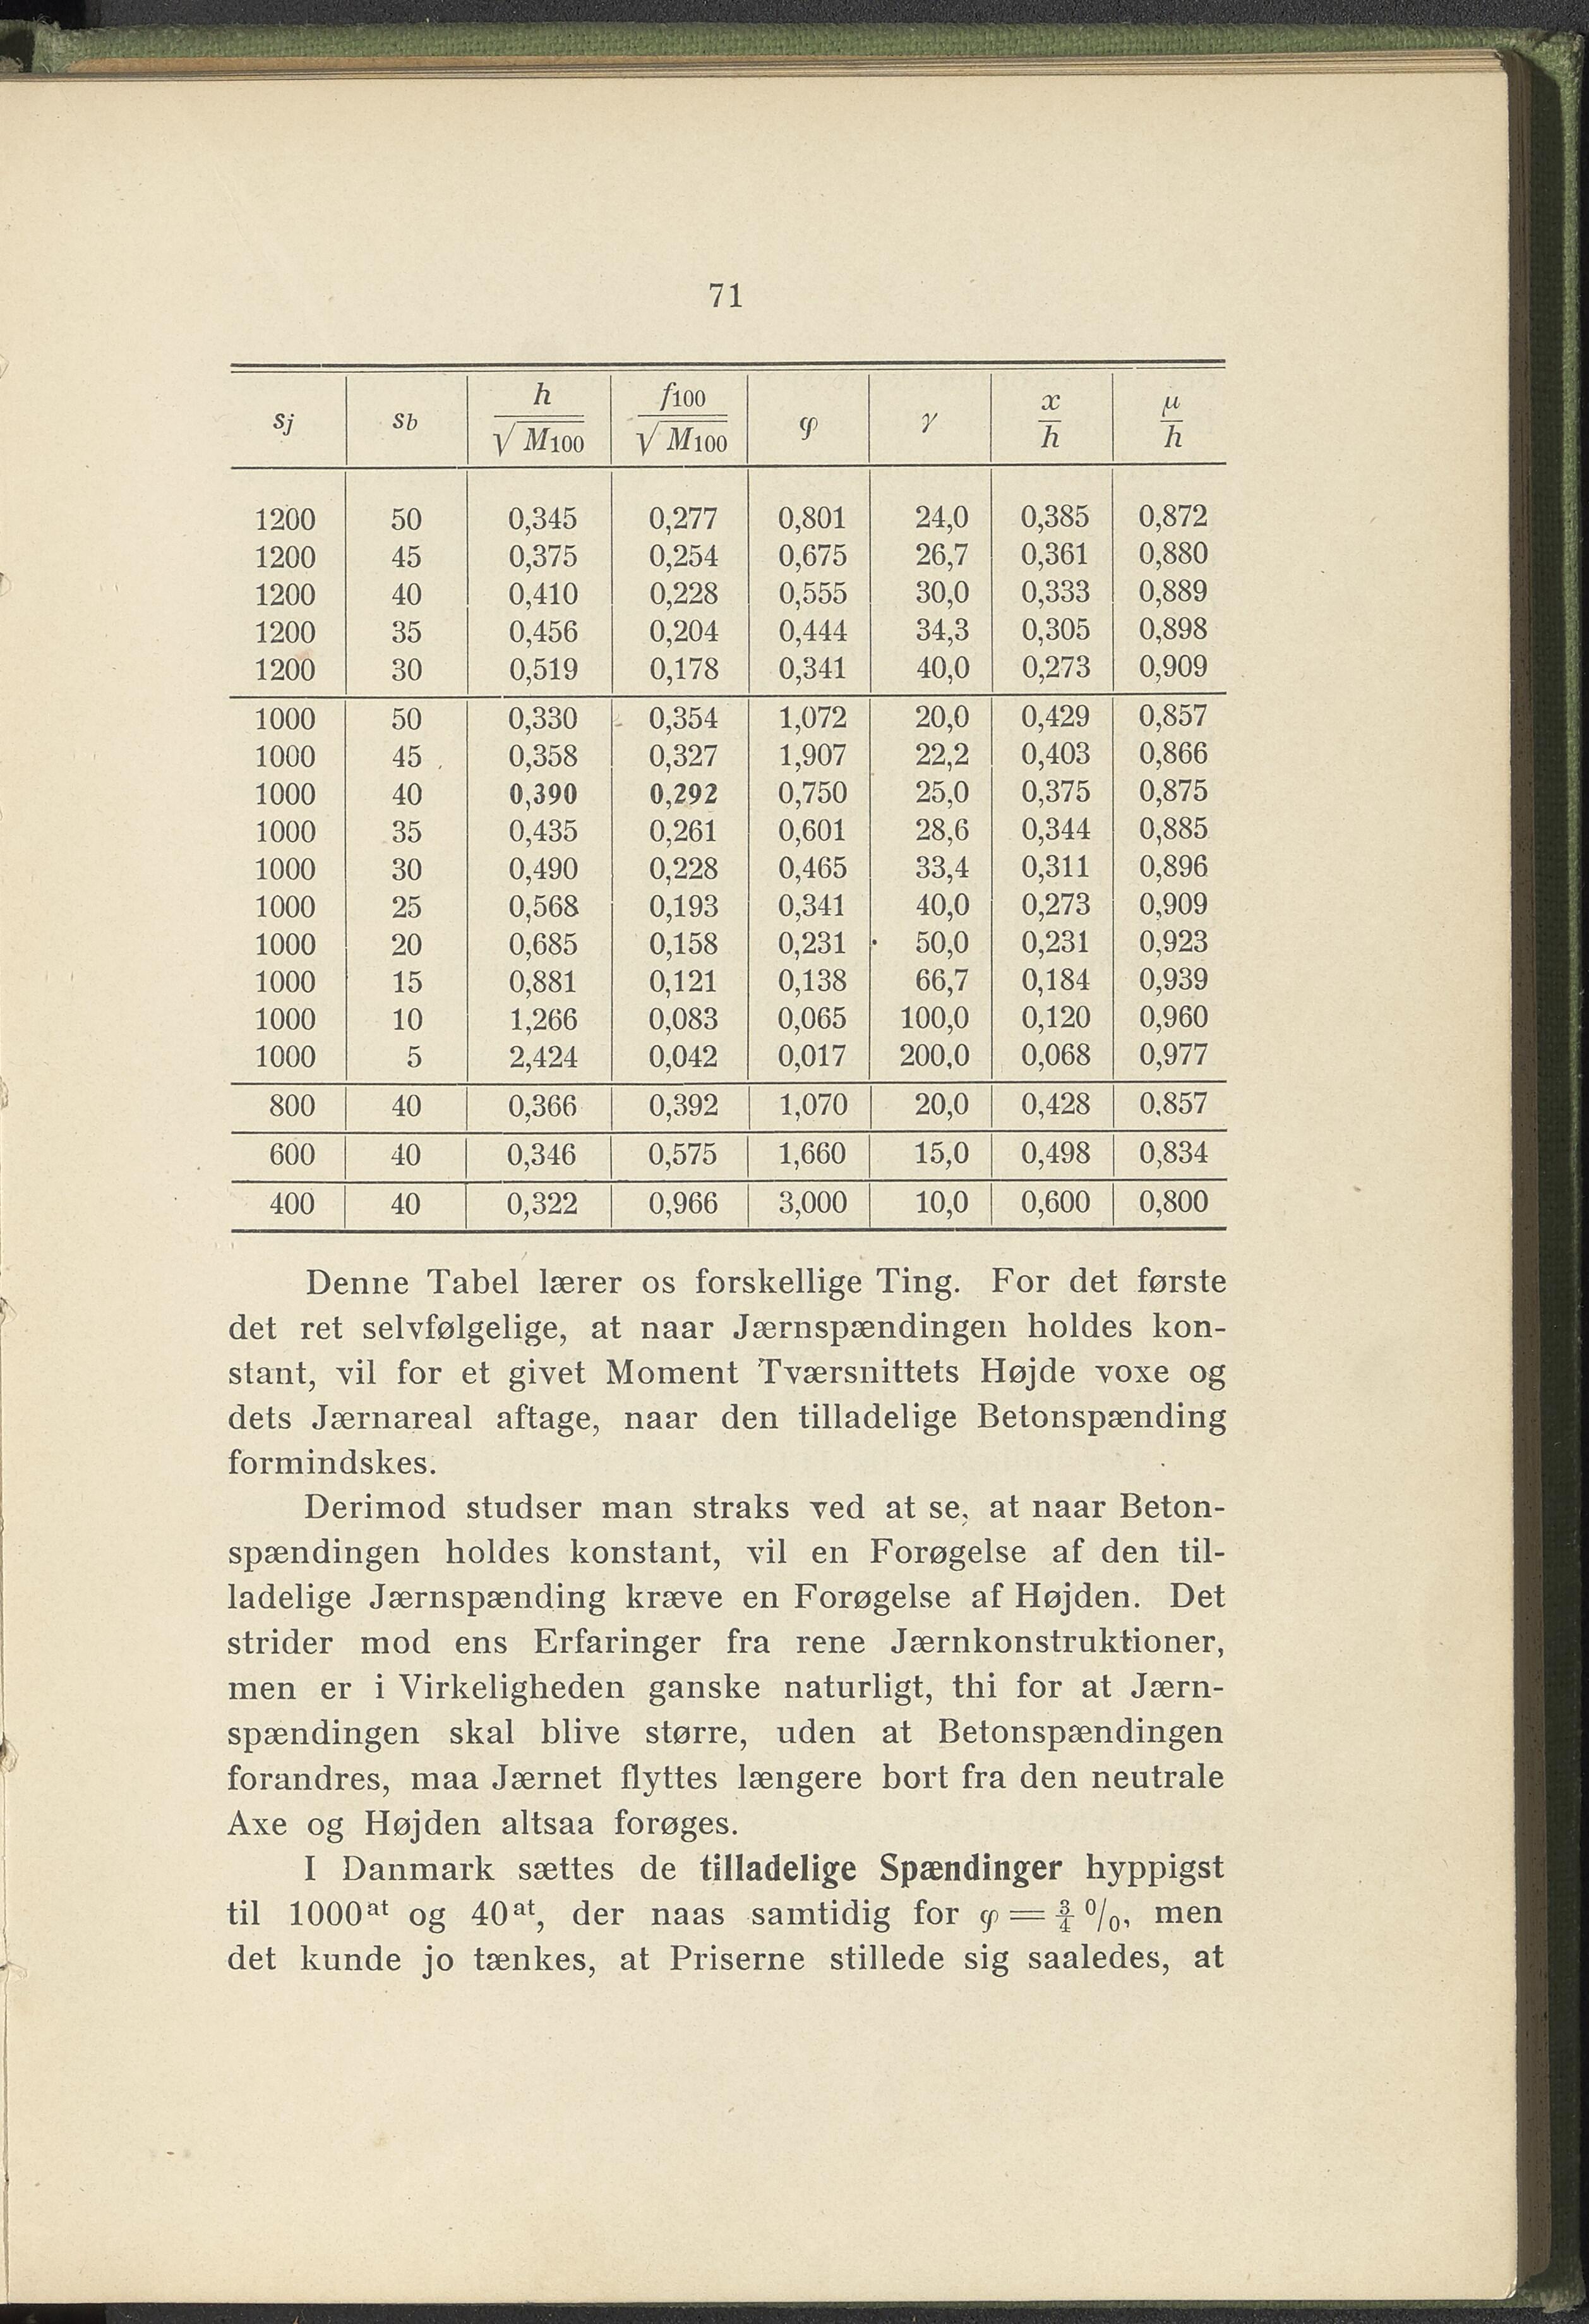 71
sj sb h/√M100 f100/√M100 φ γ x/h μ/h
1200 50 0,345 0,277 0,801 24,0 0,385 0,872
1200 45 0,375 0,254 0,675 26,7 0,361 0,880
1200 40 0,410 0,228 0,555 30,0 0,333 0,889
1200 35 0,456 0,204 0,444 34,3 0,305 0,898
1200 30 0,519 0,178 0,341 40,0 0,273 0,909
1000 50 0,330 0,354 1,072 20,0 0,429 0,857
1000 45 0,358 0,327 1,907 22,2 0,403 0,866
1000 40 0,390 0,292 0,750 25,0 0,375 0,875
1000 35 0,435 0,261 0,601 28,6 0,344 0,885
1000 30 0,490 0,228 0,465 33,4 0,311 0,896
1000 25 0,568 0,193 0,341 40,0 0,273 0,909
1000 20 0,685 0,158 0,231 50,0 0,231 0,923
1000 15 0,881 0,121 0,138 66,7 0,184 0,939
1000 10 1,266 0,083 0,065 100,0 0,120 0,960
1000 5 2,424 0,042 0,017 200,0 0,068 0,977
800 40 0,366 0,392 1,070 20,0 0,428 0,857
600 40 0,346 0,575 1,660 15,0 0,498 0,834
400 40 0,322 0,966 3,000 10,0 0,600 0,800
Denne Tabel lærer os forskellige Ting. For det første
det ret selvfølgelige, at naar Jærnspændingen holdes kon-
stant, vil for et givet Moment Tværsnittets Højde voxe og
dets Jærnareal aftage, naar den tilladelige Betonspænding
formindskes.
Derimod studser man straks ved at se, at naar Beton-
spændingen holdes konstant, vil en Forøgelse af den til-
ladelige Jærnspænding kræve en Forøgelse af Højden. Det
strider mod ens Erfaringer fra rene Jærnkonstruktioner,
men er i Virkeligheden ganske naturligt, thi for at Jærn-
spændingen skal blive større, uden at Betonspændingen
forandres, maa Jærnet flyttes længere bort fra den neutrale
Axe og Højden altsaa forøges.
I Danmark sættes de tilladelige Spændinger hyppigst
til 1000at og 40at, der naas samtidig for φ = ¾ %, men
det kunde jo tænkes, at Priserne stillede sig saaledes, at